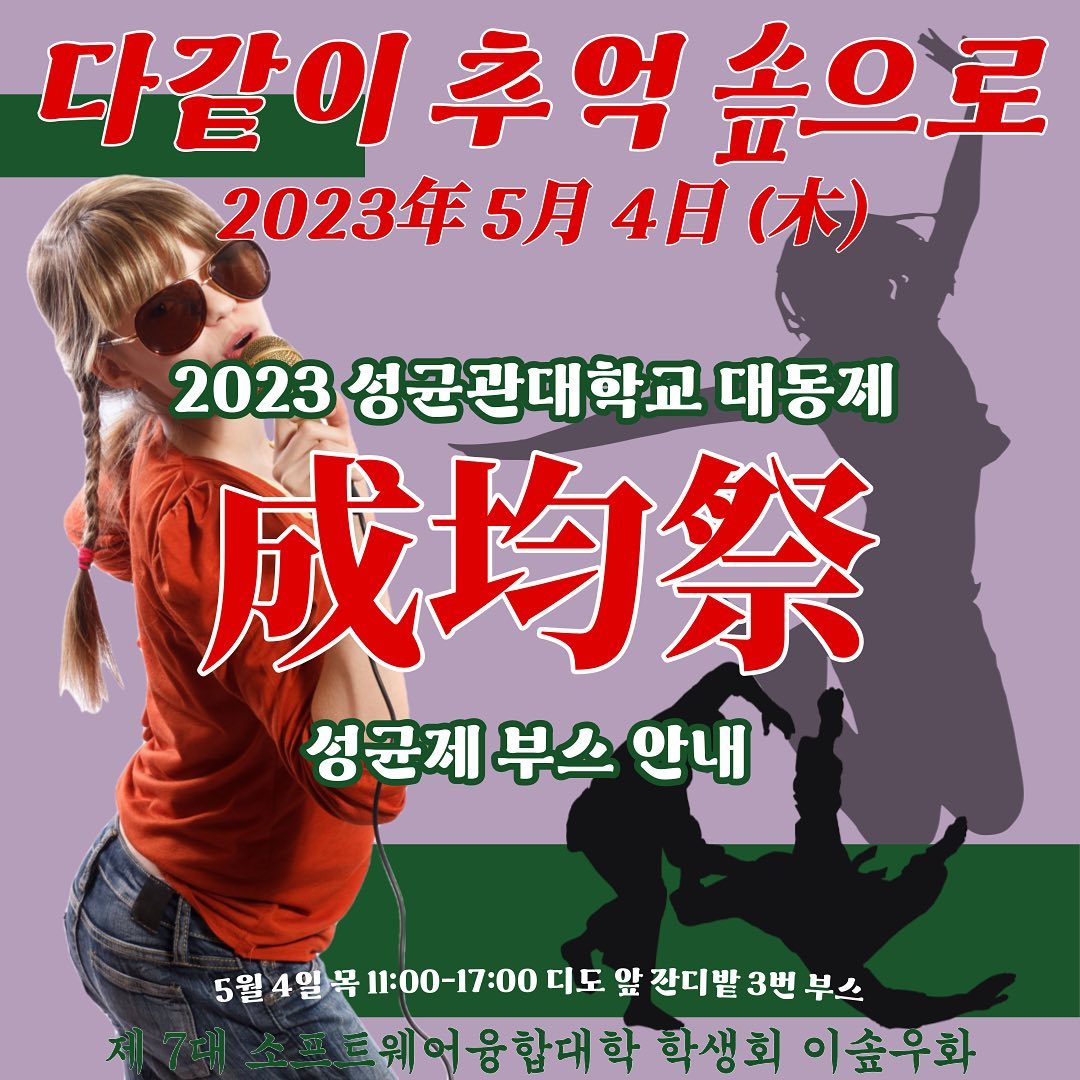 다같이 추억 숲으로
2023年 5月 4日 (木)
2023 성균관대학교 대동제
成均祭
성균제 부스 안내
5월 4일 목 11:00-17:00 디도 앞 잔디밭 3번 부스
제 7대 소프트웨어융합대학 학생회 이숲우화